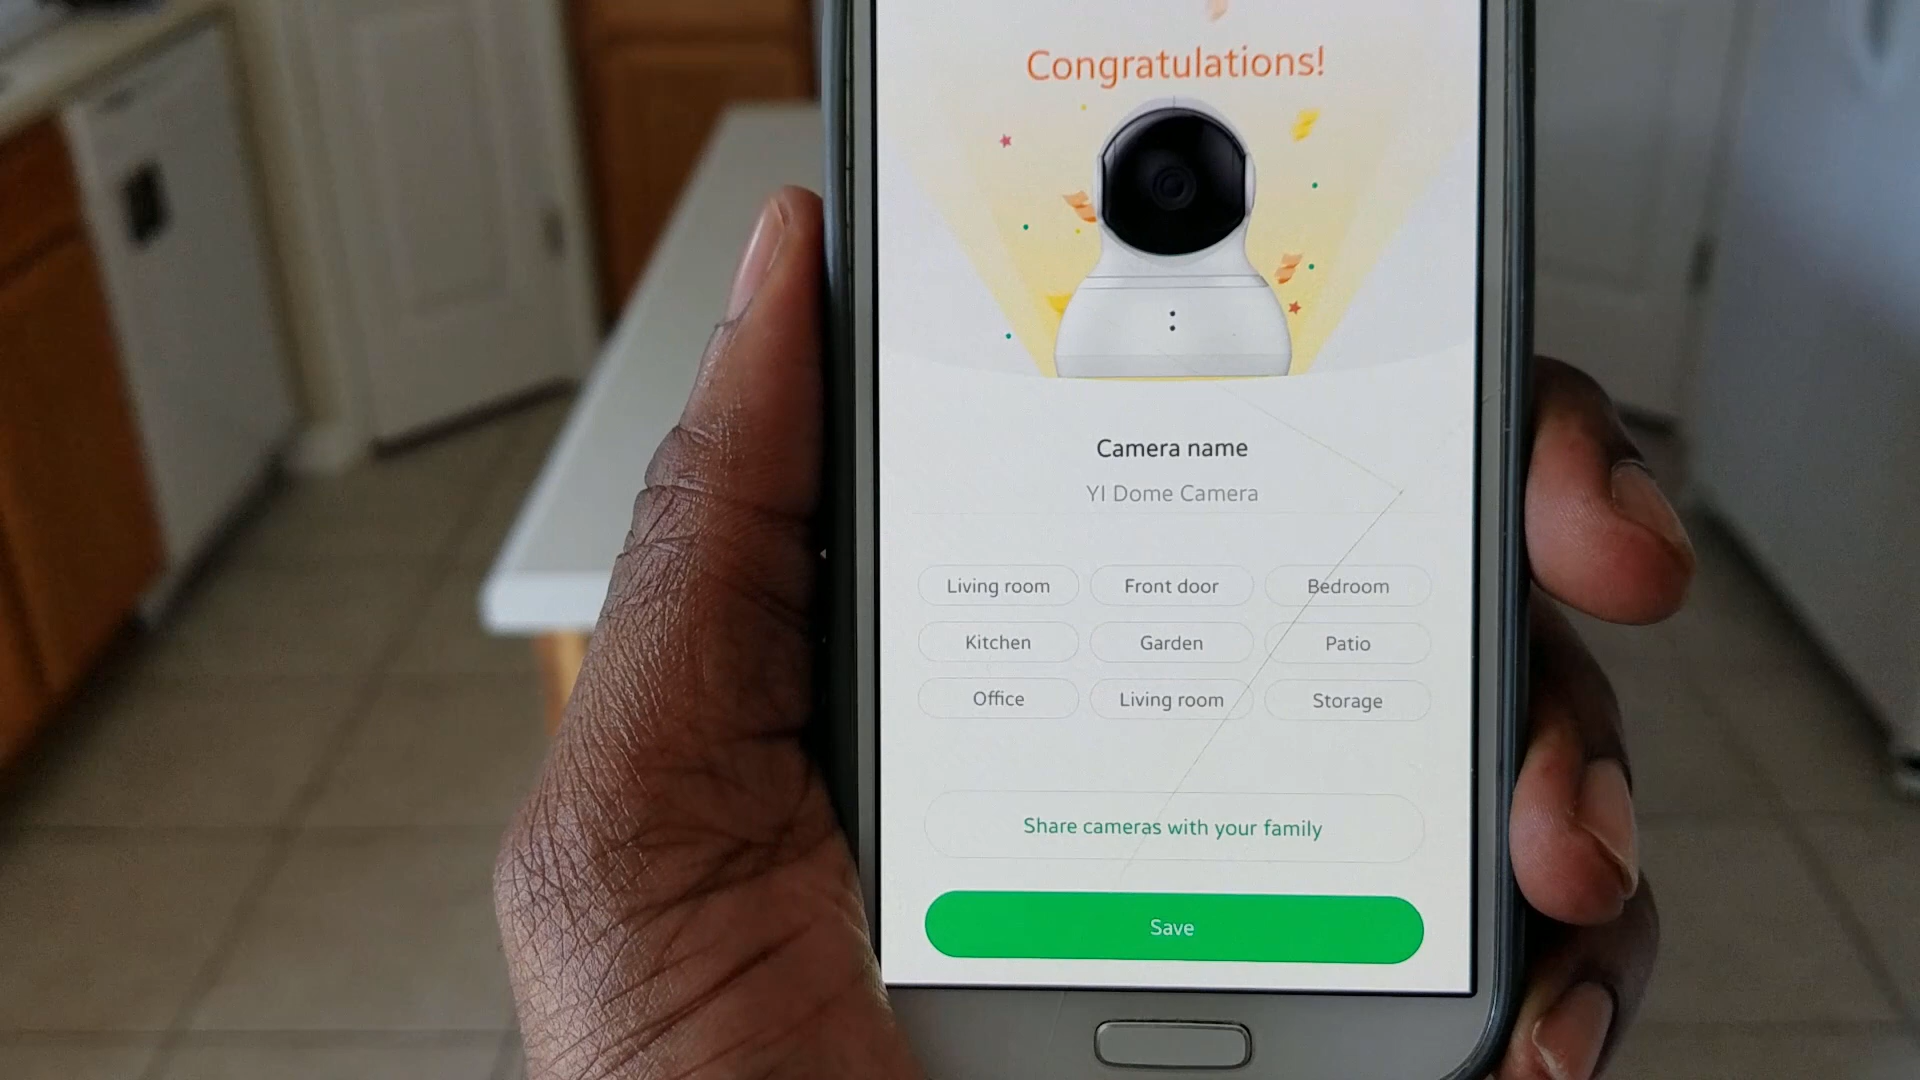 Congratulations!
Camera name
YI Dome Camera
Living room Front door Bedroom
Kitchen Garden Patio
Office Living room Storage
Share cameras with your family
Save